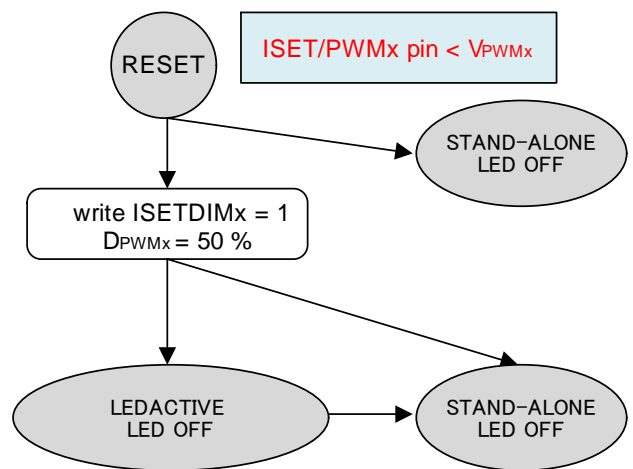 RESET
ISET/PWMx pin < VPWMx
STAND-ALONE
LED OFF
write ISETDIMx = 1
DPWMx = 50 %
LEDACTIVE
LED OFF
STAND-ALONE
LED OFF